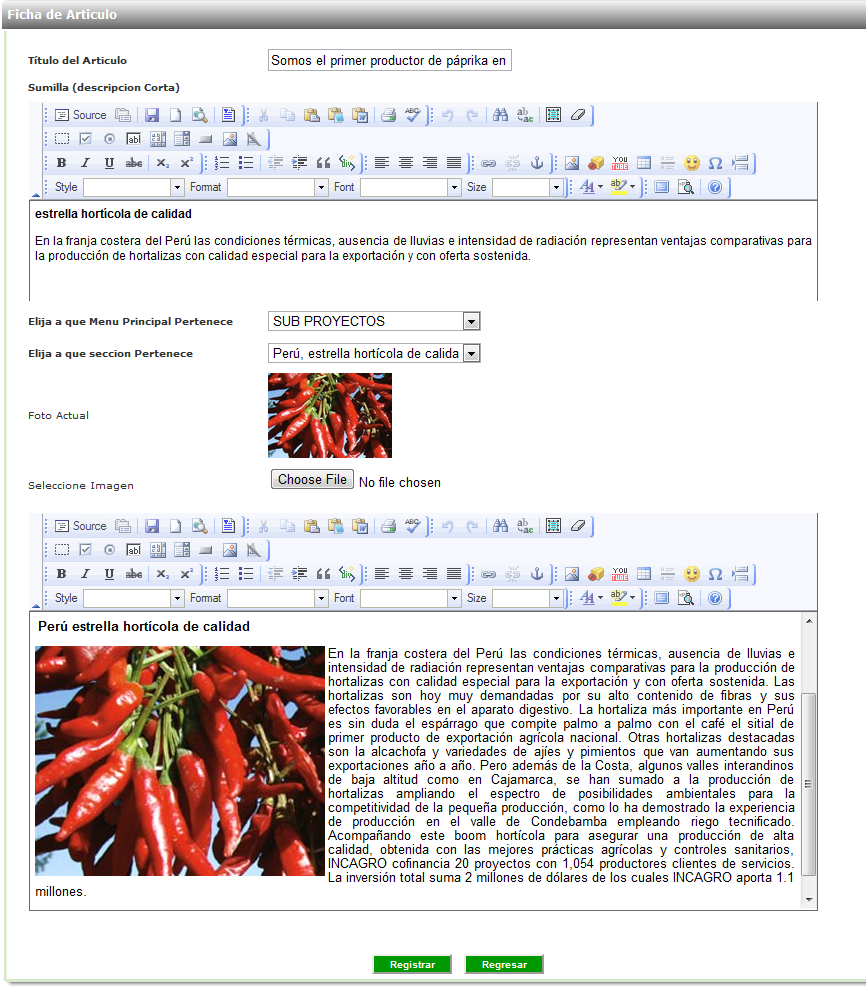 Ficha de Articulo
Título del Articulo
Somos el primer productor de páprika en
Sumilla (descripcion Corta)
Source
ABC
Style Format Font Size
estrella hortícola de calidad
En la franja costera del Perú las condiciones térmicas, ausencia de lluvias e intensidad de radiación representan ventajas comparativas para
la producción de hortalizas con calidad especial para la exportación y con oferta sostenida.
Elija a que Menu Principal Pertenece
SUB PROYECTOS
Elija a que seccion Pertenece
Perú, estrella hortícola de calida
Foto Actual
Seleccione Imagen
Choose File No file chosen
Source
ABC
Style Format Font Size
Perú estrella hortícola de calidad
En la franja costera del Perú las condiciones térmicas, ausencia de lluvias e
intensidad de radiación representan ventajas comparativas para la producción de
hortalizas con calidad especial para la exportación y con oferta sostenida. Las
hortalizas son hoy muy demandadas por su alto contenido de fibras y sus
efectos favorables en el aparato digestivo. La hortaliza más importante en Perú
es sin duda el espárrago que compite palmo a palmo con el café el sitial de
primer producto de exportación agrícola nacional. Otras hortalizas destacadas
son la alcachofa y variedades de ajíes y pimientos que van aumentando sus
exportaciones año a año. Pero además de la Costa, algunos valles interandinos
de baja altitud como en Cajamarca, se han sumado a la producción de
hortalizas ampliando el espectro de posibilidades ambientales para la
competitividad de la pequeña producción, como lo ha demostrado la experiencia
de producción en el valle de Condebamba empleando riego tecnificado.
Acompañando este boom hortícola para asegurar una producción de alta
calidad, obtenida con las mejores prácticas agrícolas y controles sanitarios,
INCAGRO cofinancia 20 proyectos con 1,054 productores clientes de servicios.
La inversión total suma 2 millones de dólares de los cuales INCAGRO aporta 1.1
millones.
Registrar Regresar